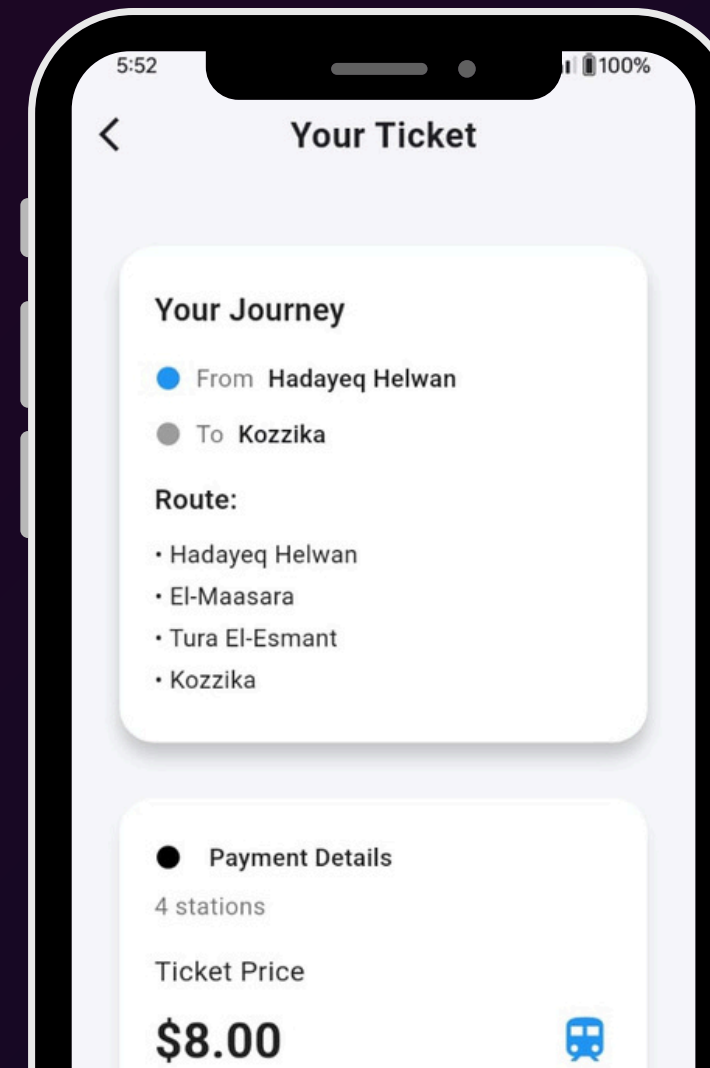 5:52 100%
Your Ticket
Your Journey
From Hadayeq Helwan
To Kozzika
Route:
• Hadayeq Helwan
• El-Maasara
• Tura El-Esmant
• Kozzika
Payment Details
4 stations
Ticket Price
$8.00